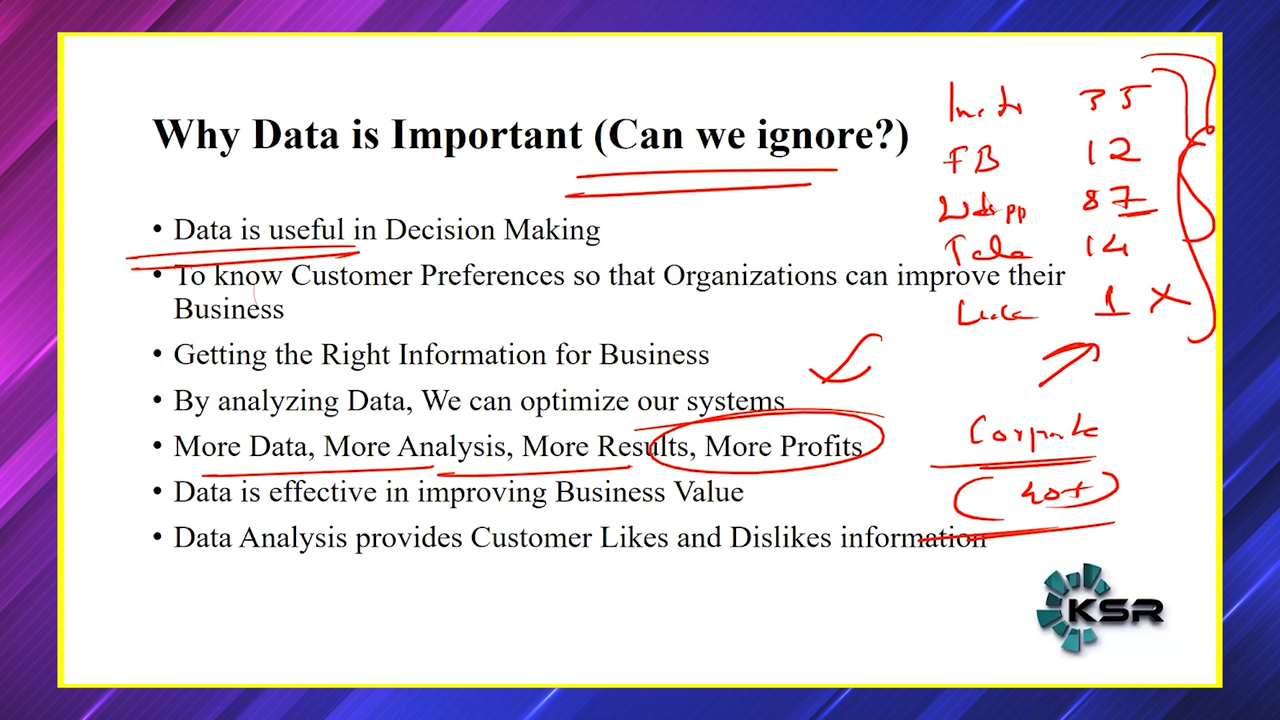 Why Data is Important (Can we ignore?)
• Data is useful in Decision Making
• To know Customer Preferences so that Organizations can improve their
Business
• Getting the Right Information for Business
• By analyzing Data, We can optimize our systems
• More Data, More Analysis, More Results, More Profits
• Data is effective in improving Business Value
• Data Analysis provides Customer Likes and Dislikes information
35
FB 12
87
14
1 X
(40+)
KSR